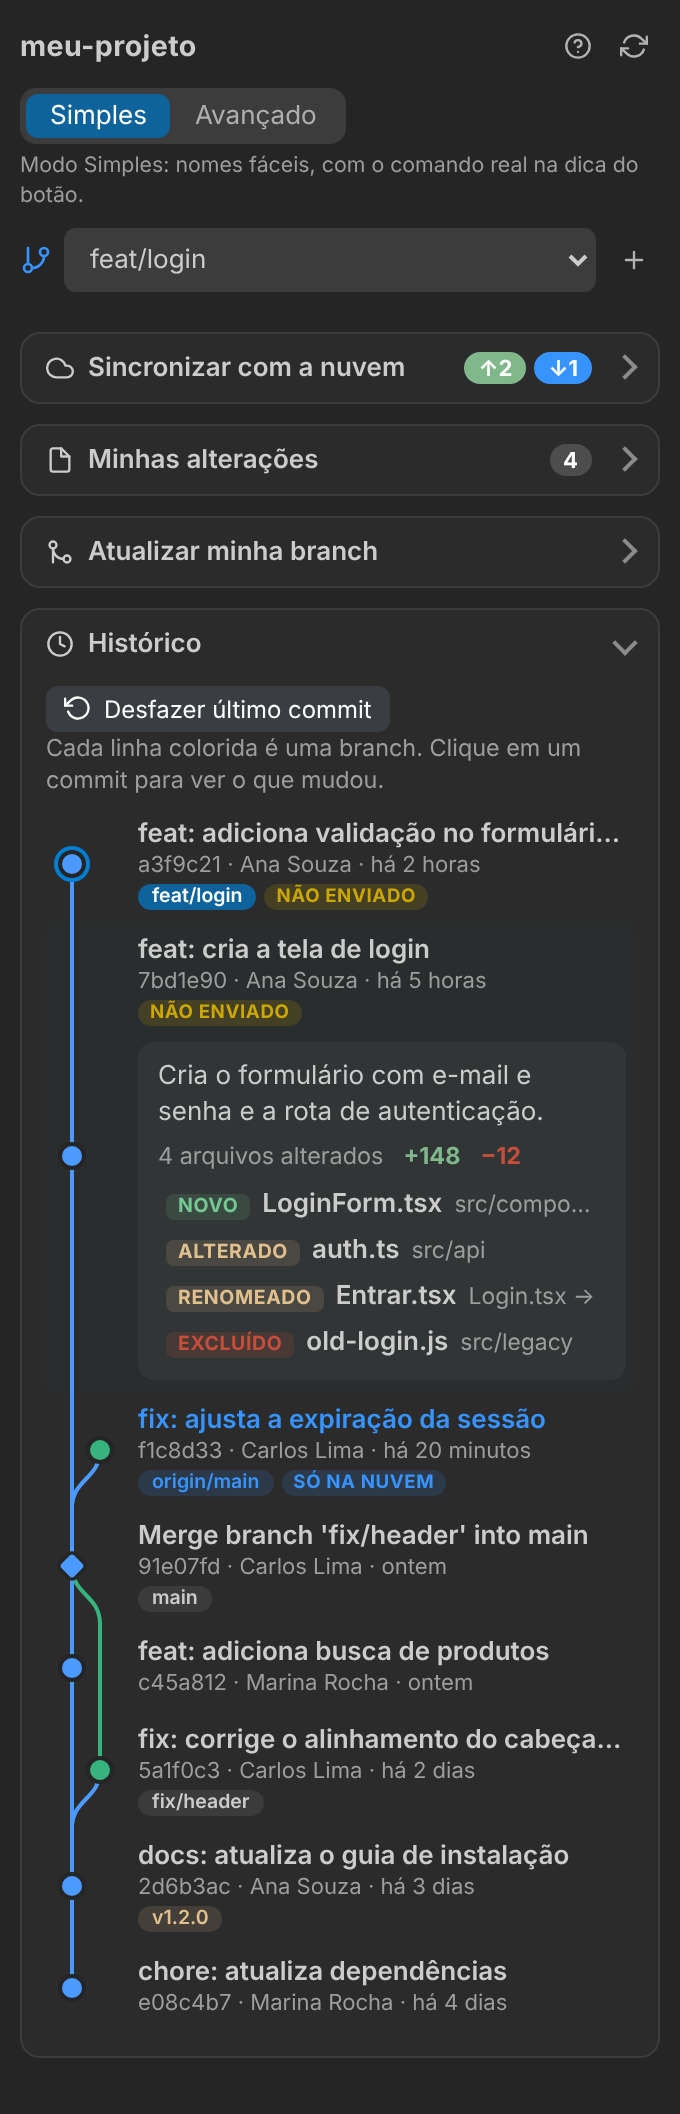 meu-projeto
Simples Avançado
Modo Simples: nomes fáceis, com o comando real na dica do
botão.
feat/login
Sincronizar com a nuvem ↑2 ↓1
Minhas alterações 4
Atualizar minha branch
Histórico
Desfazer último commit
Cada linha colorida é uma branch. Clique em um
commit para ver o que mudou.
feat: adiciona validação no formulári...
a3f9c21 · Ana Souza · há 2 horas
feat/login NÃO ENVIADO
feat: cria a tela de login
7bd1e90 · Ana Souza · há 5 horas
NÃO ENVIADO
Cria o formulário com e-mail e
senha e a rota de autenticação.
4 arquivos alterados +148 −12
NOVO LoginForm.tsx src/compo...
ALTERADO auth.ts src/api
RENOMEADO Entrar.tsx Login.tsx →
EXCLUÍDO old-login.js src/legacy
fix: ajusta a expiração da sessão
f1c8d33 · Carlos Lima · há 20 minutos
origin/main SÓ NA NUVEM
Merge branch 'fix/header' into main
91e07fd · Carlos Lima · ontem
main
feat: adiciona busca de produtos
c45a812 · Marina Rocha · ontem
fix: corrige o alinhamento do cabeça...
5a1f0c3 · Carlos Lima · há 2 dias
fix/header
docs: atualiza o guia de instalação
2d6b3ac · Ana Souza · há 3 dias
v1.2.0
chore: atualiza dependências
e08c4b7 · Marina Rocha · há 4 dias